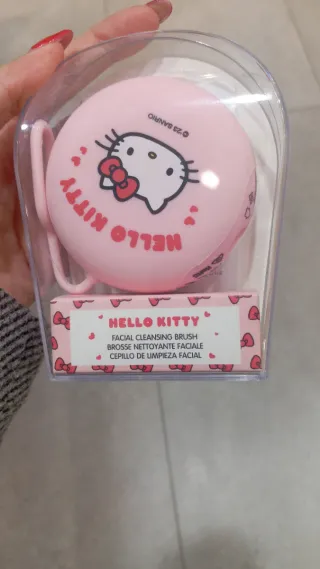 ©'23 SANRIO
HELLO KITTY
HELLO KITTY
FACIAL CLEANSING BRUSH
BROSSE NETTOYANTE FACIALE
CEPILLO DE LIMPIEZA FACIAL